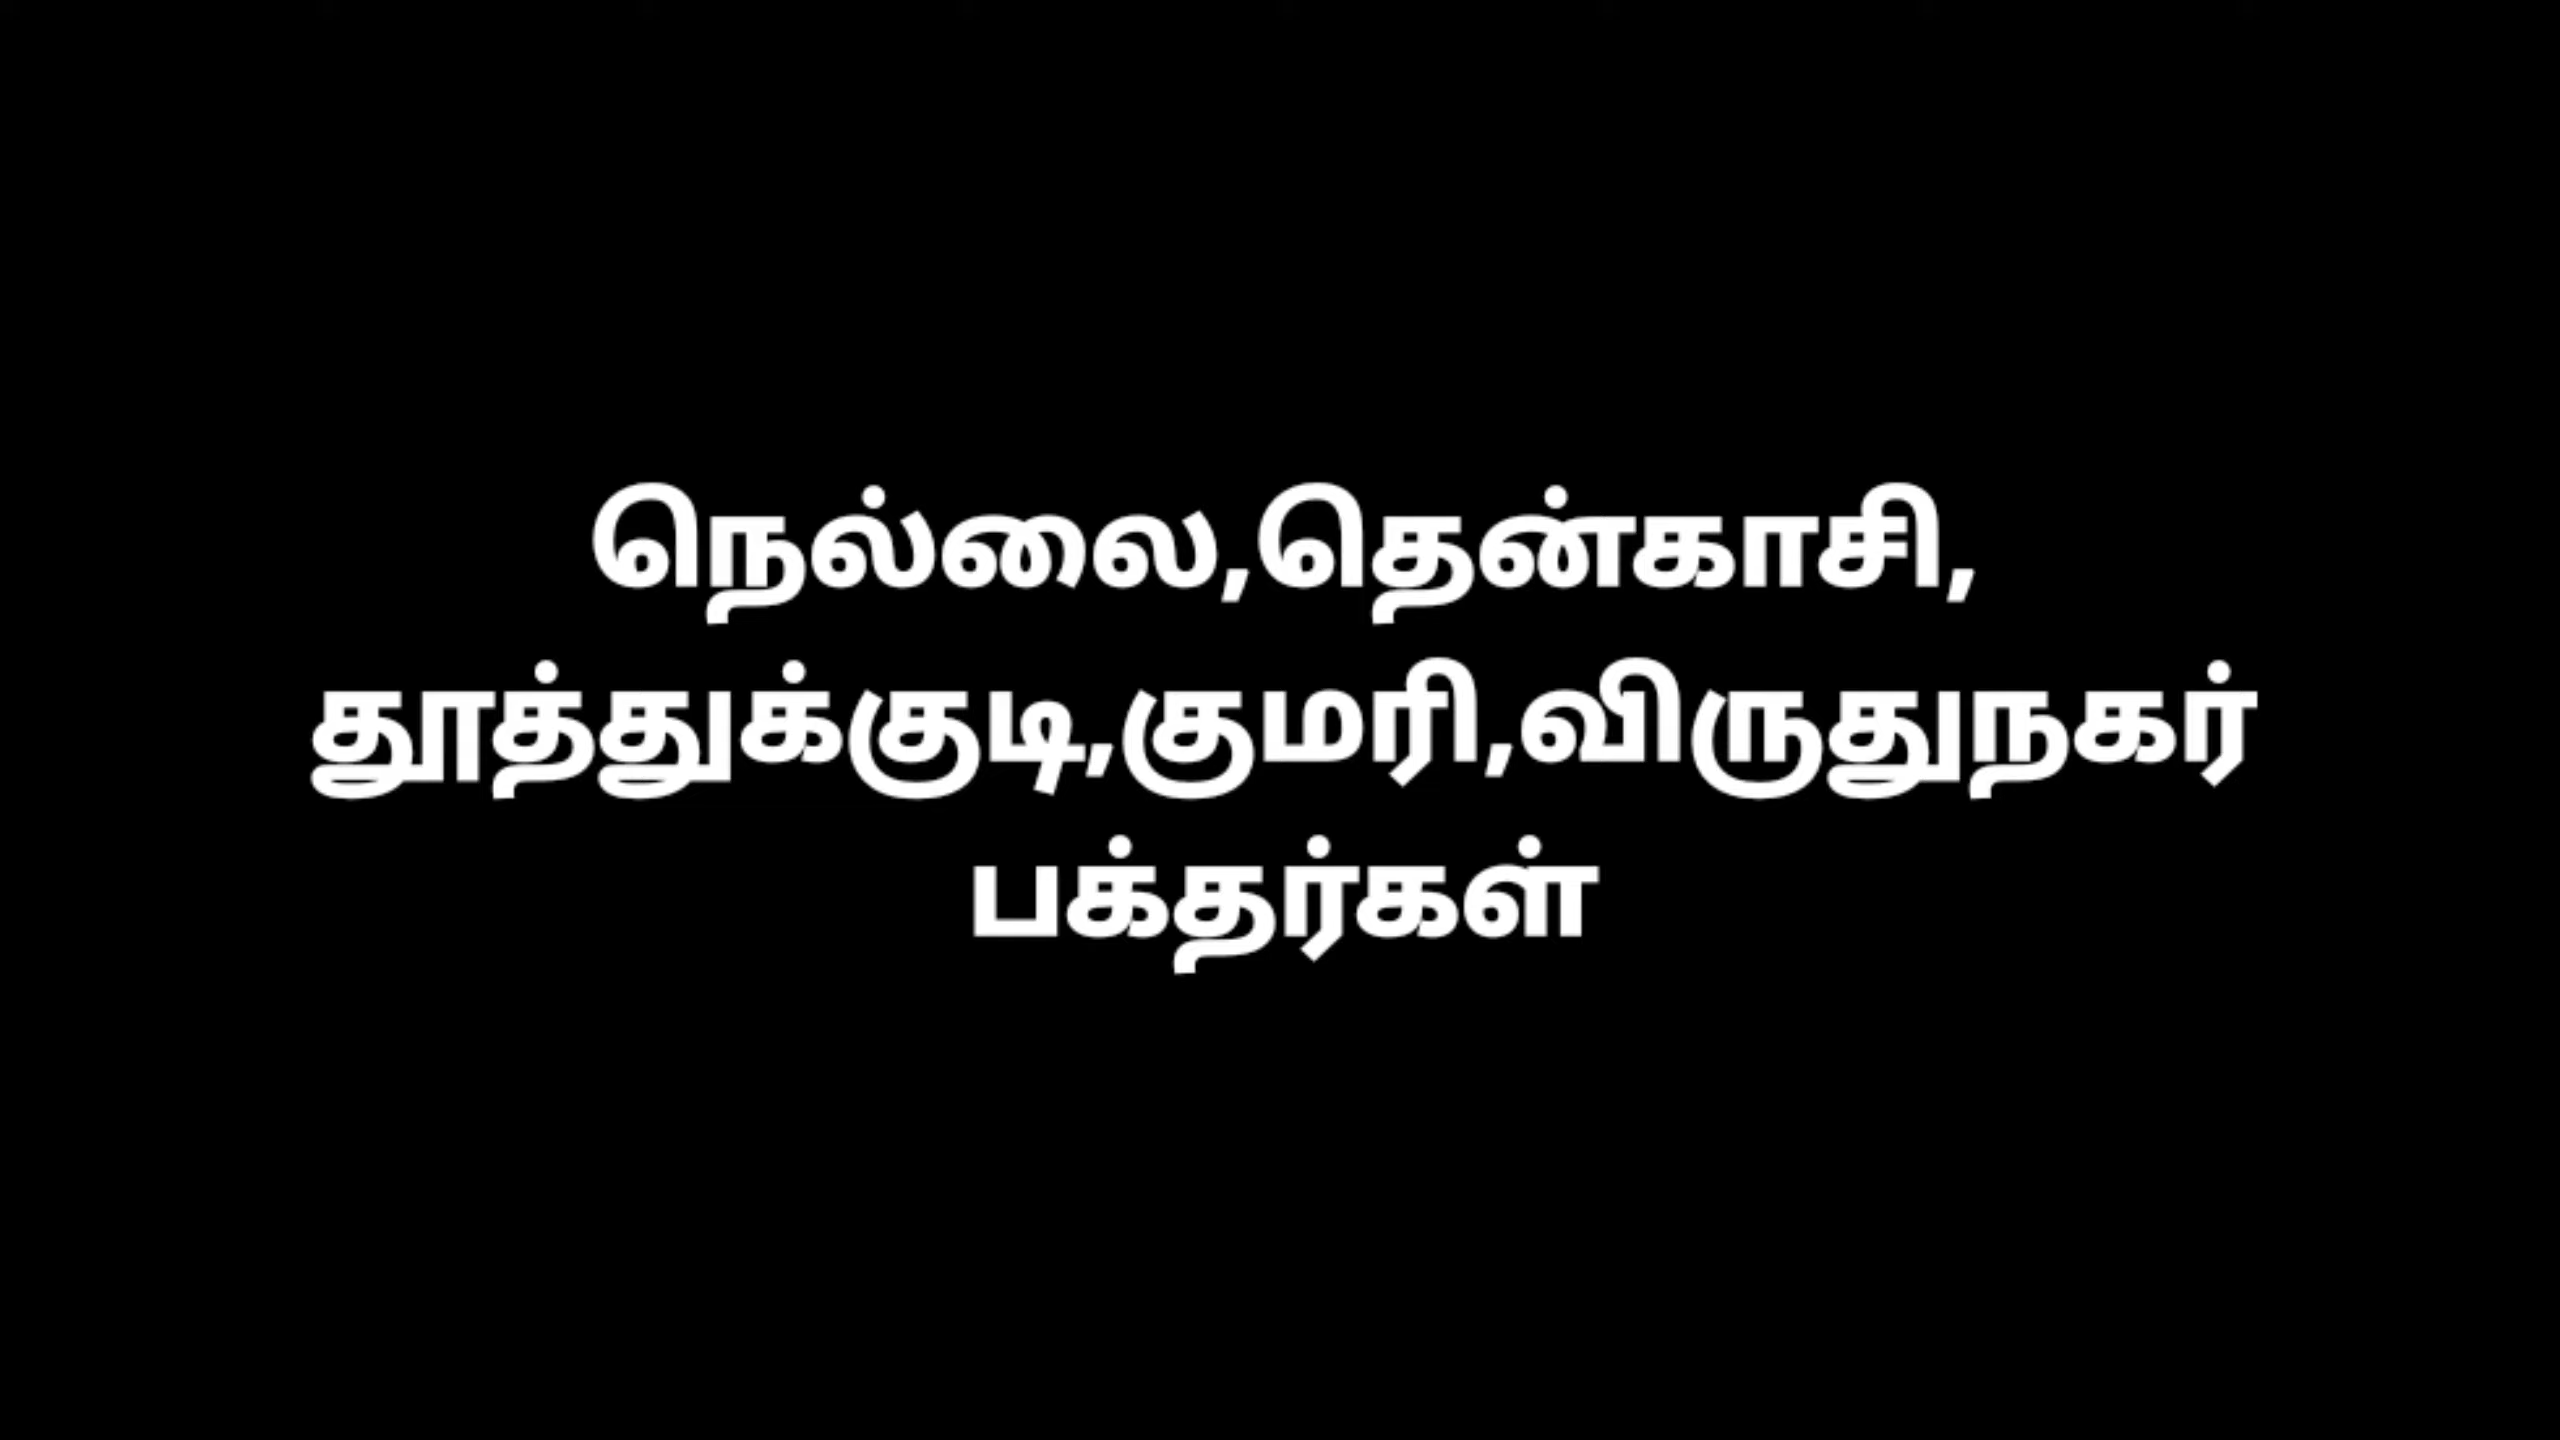 நெல்லை,தென்காசி,
தூத்துக்குடி,குமரி,விருதுநகர்
பக்தர்கள்